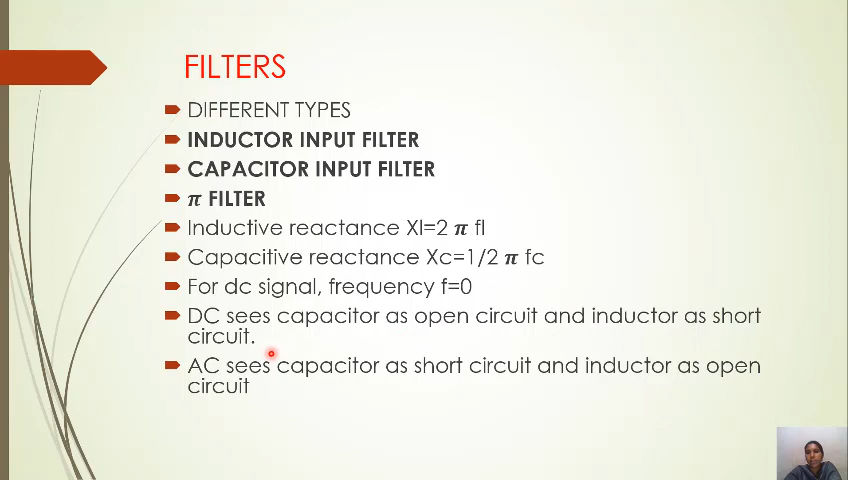 FILTERS
DIFFERENT TYPES
INDUCTOR INPUT FILTER
CAPACITOR INPUT FILTER
π FILTER
Inductive reactance Xl=2 π fl
Capacitive reactance Xc=1/2 π fc
For dc signal, frequency f=0
DC sees capacitor as open circuit and inductor as short
circuit.
AC sees capacitor as short circuit and inductor as open
circuit